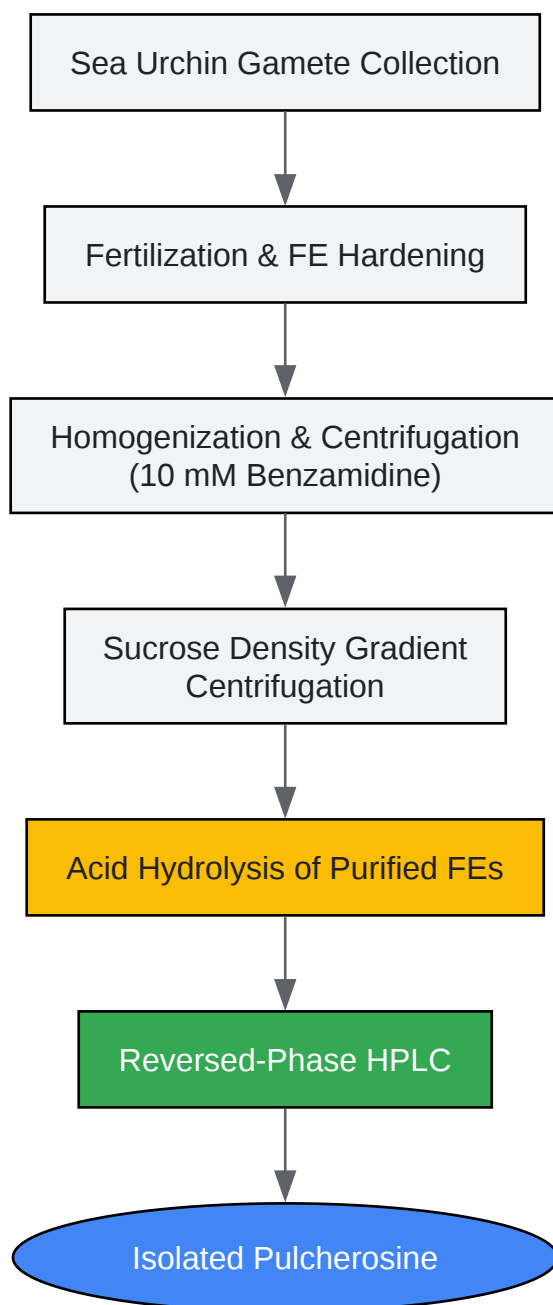 Sea Urchin Gamete Collection
Fertilization & FE Hardening
Homogenization & Centrifugation
(10 mM Benzamidine)
Sucrose Density Gradient
Centrifugation
Acid Hydrolysis of Purified FEs
Reversed-Phase HPLC
Isolated Pulcherosine